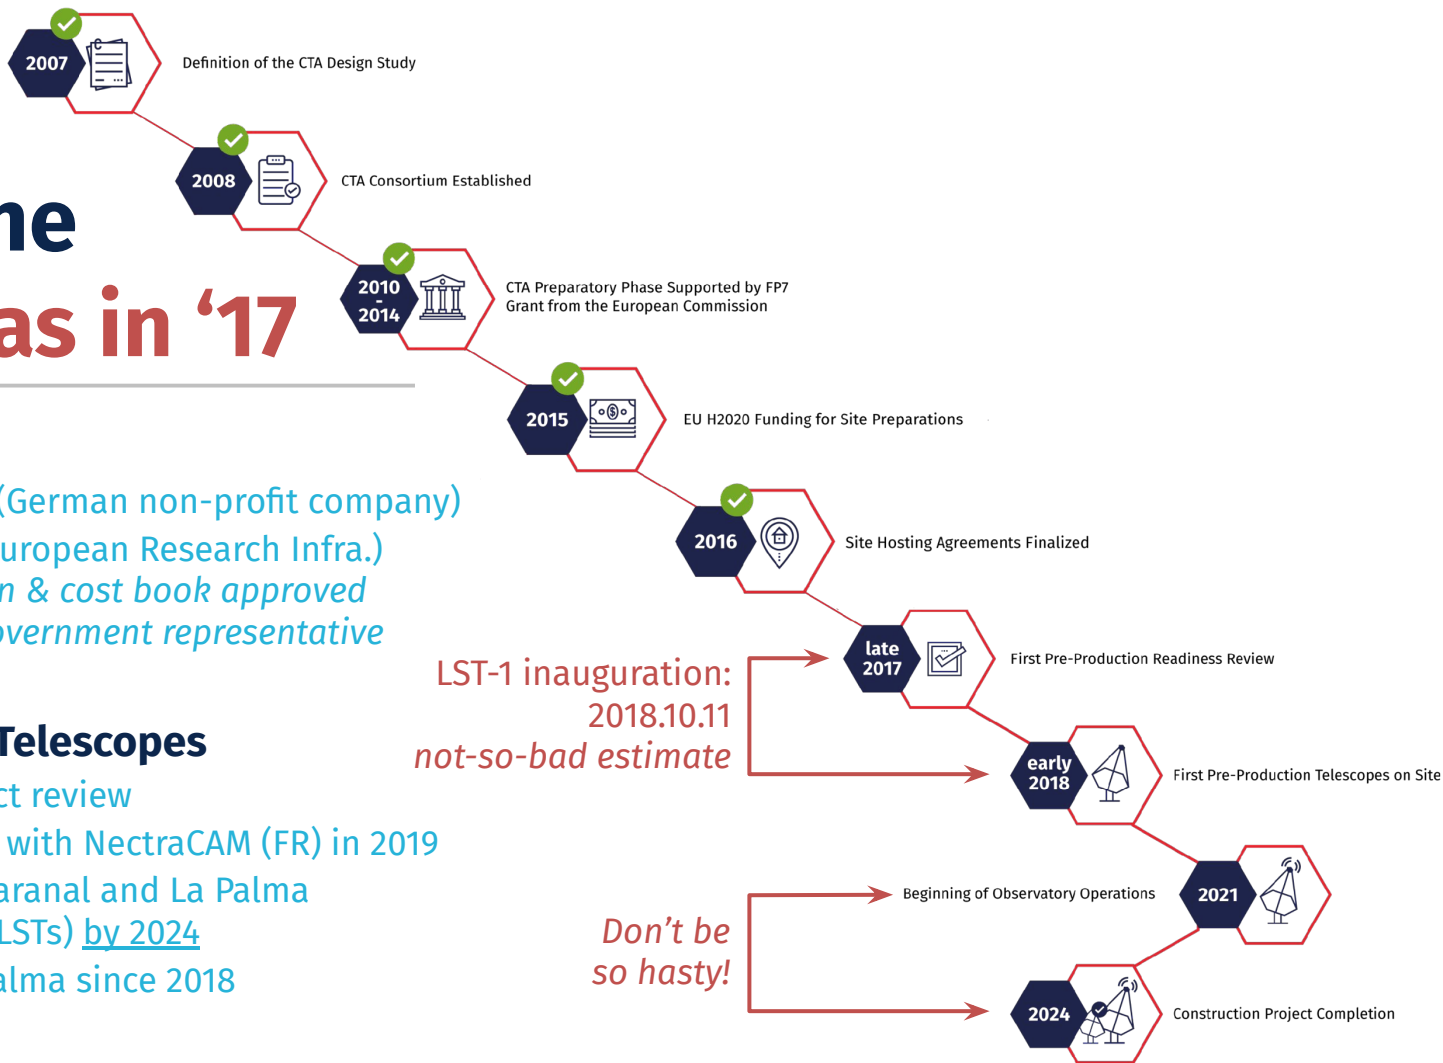 2007
Definition of the CTA Design Study
2008
CTA Consortium Established
ne
as in ‘17
2010
-
2014
CTA Preparatory Phase Supported by FP7
Grant from the European Commission
2015
EU H2020 Funding for Site Preparations
(German non-profit company)
uropean Research Infra.)
n & cost book approved
overnment representative
2016
Site Hosting Agreements Finalized
late
2017
First Pre-Production Readiness Review
LST-1 inauguration:
2018.10.11
not-so-bad estimate
Telescopes
ct review
with NectraCAM (FR) in 2019
aranal and La Palma
LSTs) by 2024
alma since 2018
early
2018
First Pre-Production Telescopes on Site
Beginning of Observatory Operations
2021
Don’t be
so hasty!
2024
Construction Project Completion